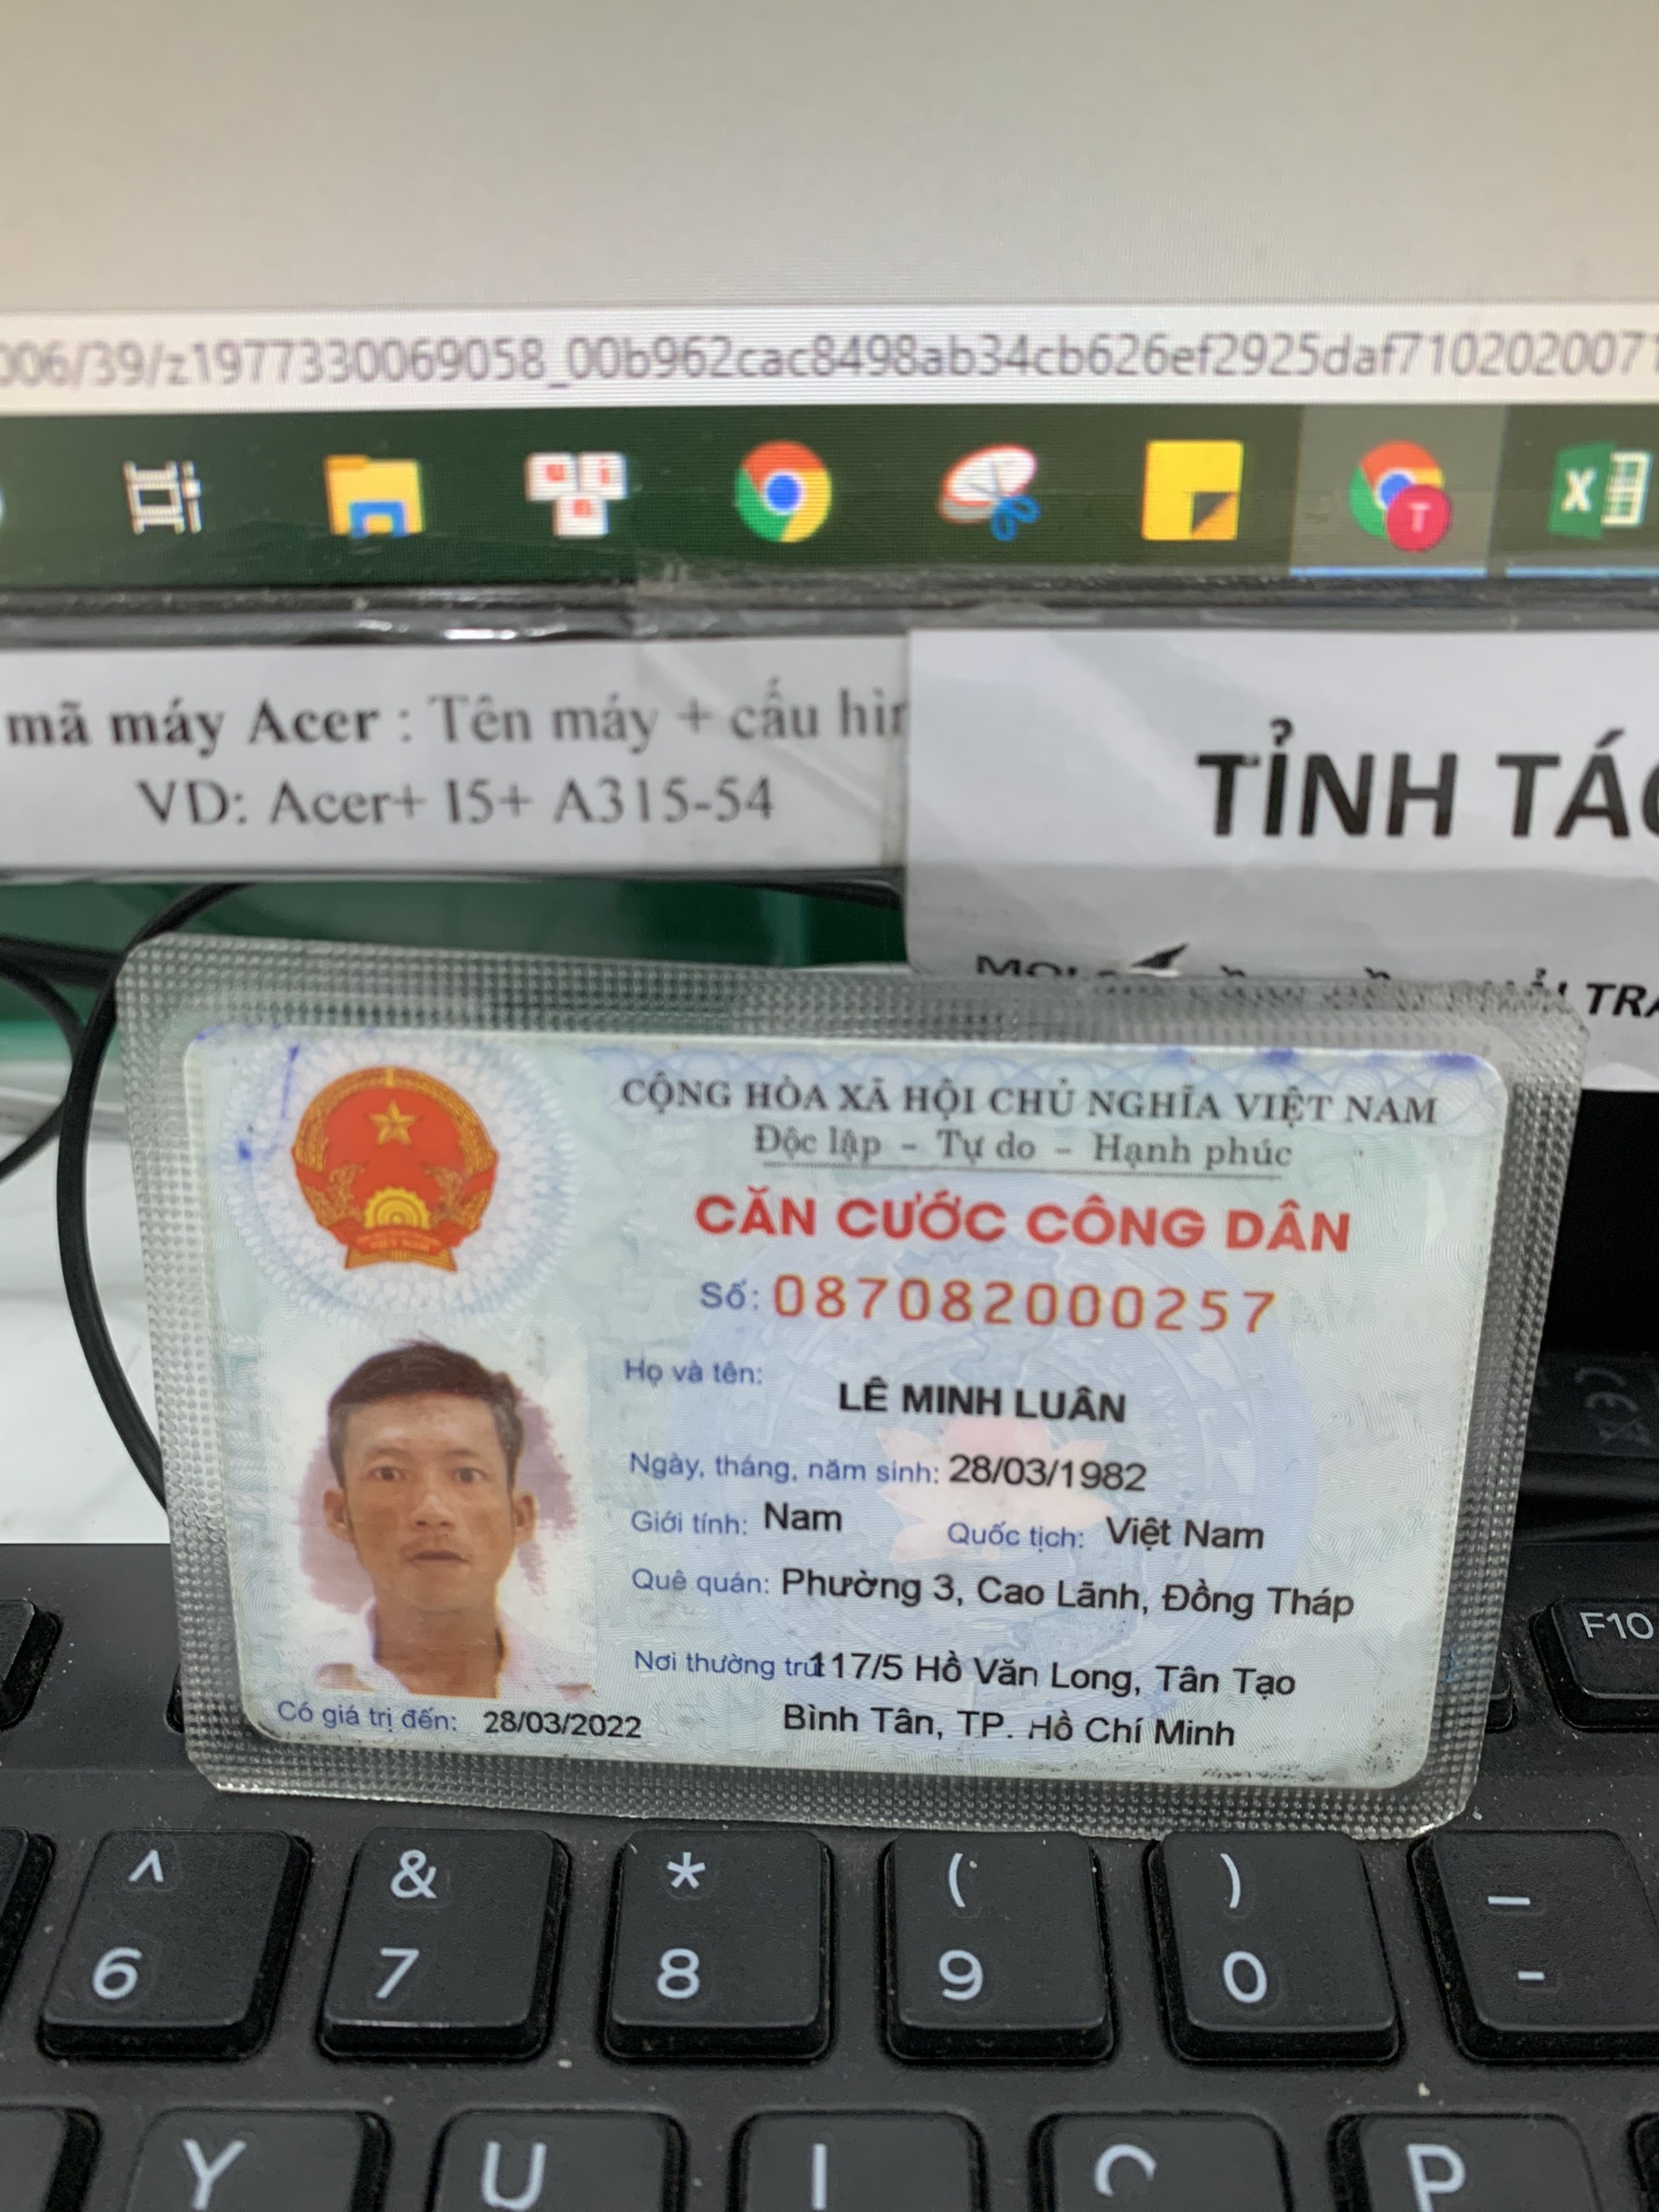 006/39/z1977330069058_00b962cac8498ab34cb626ef2925daf7102020071
T
X
mã máy Acer : Tên máy + cấu hìn
VD: Acer+ I5+ A315-54
TỈNH TÁO
TRA
CỘNG HÒA XÃ HỘI CHỦ NGHĨA VIỆT NAM
Độc lập - Tự do - Hạnh phúc
CĂN CƯỚC CÔNG DÂN
Số: 087082000257
Họ và tên:
LÊ MINH LUÂN
Ngày, tháng, năm sinh: 28/03/1982
Giới tính: Nam Quốc tịch: Việt Nam
Quê quán: Phường 3, Cao Lãnh, Đồng Tháp
Nơi thường trú: 117/5 Hồ Văn Long, Tân Tạo
Bình Tân, TP. Hồ Chí Minh
Có giá trị đến: 28/03/2022
F10
^ & * ( ) _
6 7 8 9 0 -
Y U I O P